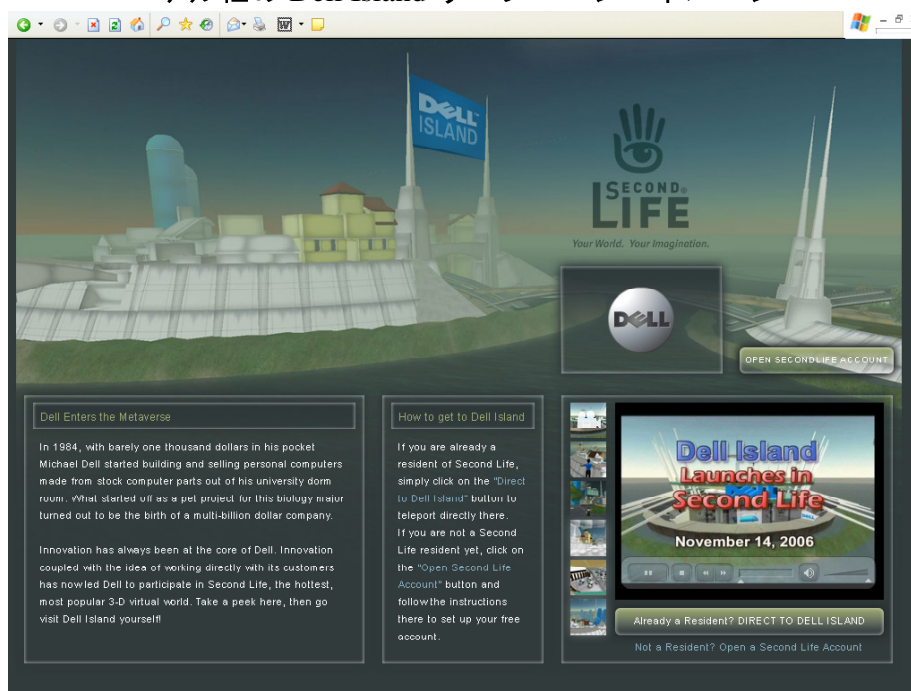 Dell Island
DELL
ISLAND
SECOND®
LIFE
Your World. Your Imagination.
DELL
OPEN SECONDLIFE ACCOUNT
Dell Enters the Metaverse
In 1984, with barely one thousand dollars in his pocket
Michael Dell started building and selling personal computers
made from stock computer parts out of his university dorm
room. What started off as a pet project for this biology major
turned out to be the birth of a multi-billion dollar company.
Innovation has always been at the core of Dell. Innovation
coupled with the idea of working directly with its customers
has now led Dell to participate in Second Life, the hottest,
most popular 3-D virtual world. Take a peek here, then go
visit Dell Island yourself!
How to get to Dell Island
If you are already a
resident of Second Life,
simply click on the "Direct
to Dell Island" button to
teleport directly there.
If you are not a Second
Life resident yet, click on
the "Open Second Life
Account" button and
follow the instructions
there to set up your free
account.
Dell Island
Launches in
Second Life
November 14, 2006
Already a Resident? DIRECT TO DELL ISLAND
Not a Resident? Open a Second Life Account